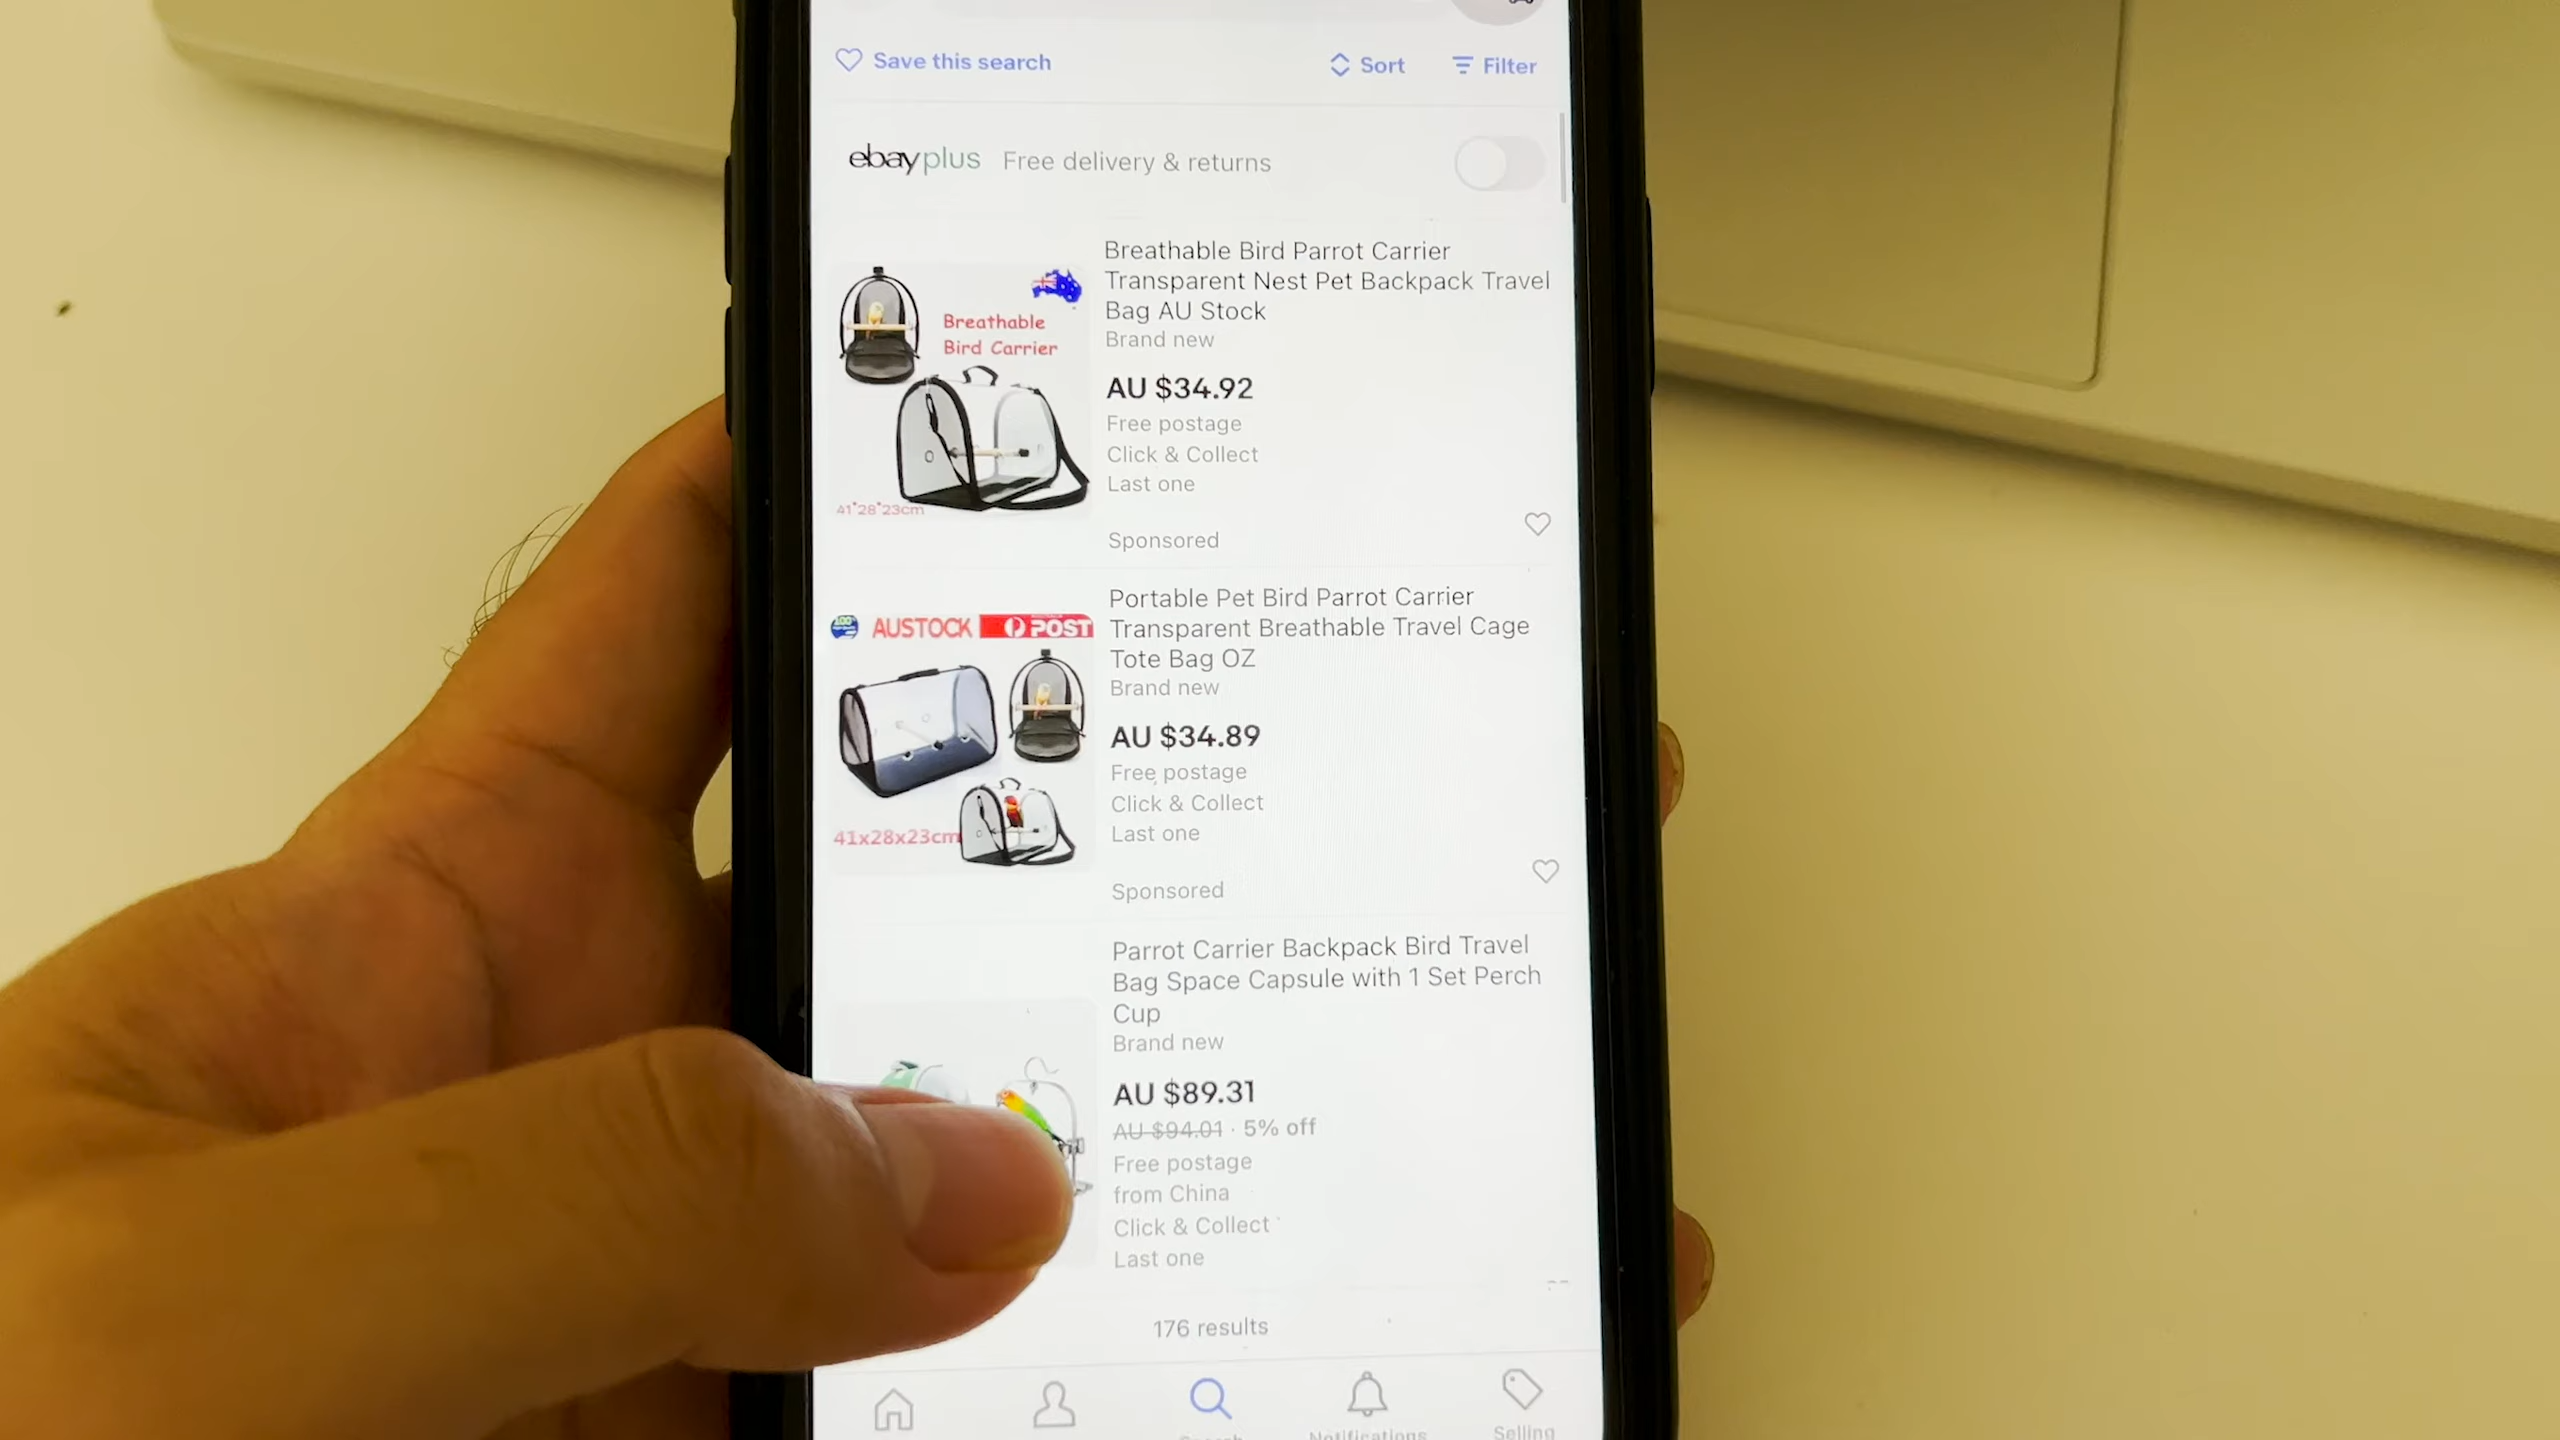 Save this search
Sort
Filter
ebayplus Free delivery & returns
Breathable Bird Parrot Carrier
Transparent Nest Pet Backpack Travel
Bag AU Stock
Brand new
AU $34.92
Free postage
Click & Collect
Last one
Sponsored
Breathable
Bird Carrier
41*28*23cm
Portable Pet Bird Parrot Carrier
Transparent Breathable Travel Cage
Tote Bag OZ
Brand new
AU $34.89
Free postage
Click & Collect
Last one
Sponsored
AUSTOCK POST
41x28x23cm
Parrot Carrier Backpack Bird Travel
Bag Space Capsule with 1 Set Perch
Cup
Brand new
AU $89.31
AU $94.01 · 5% off
Free postage
from China
Click & Collect
Last one
176 results
Notifications
Selling